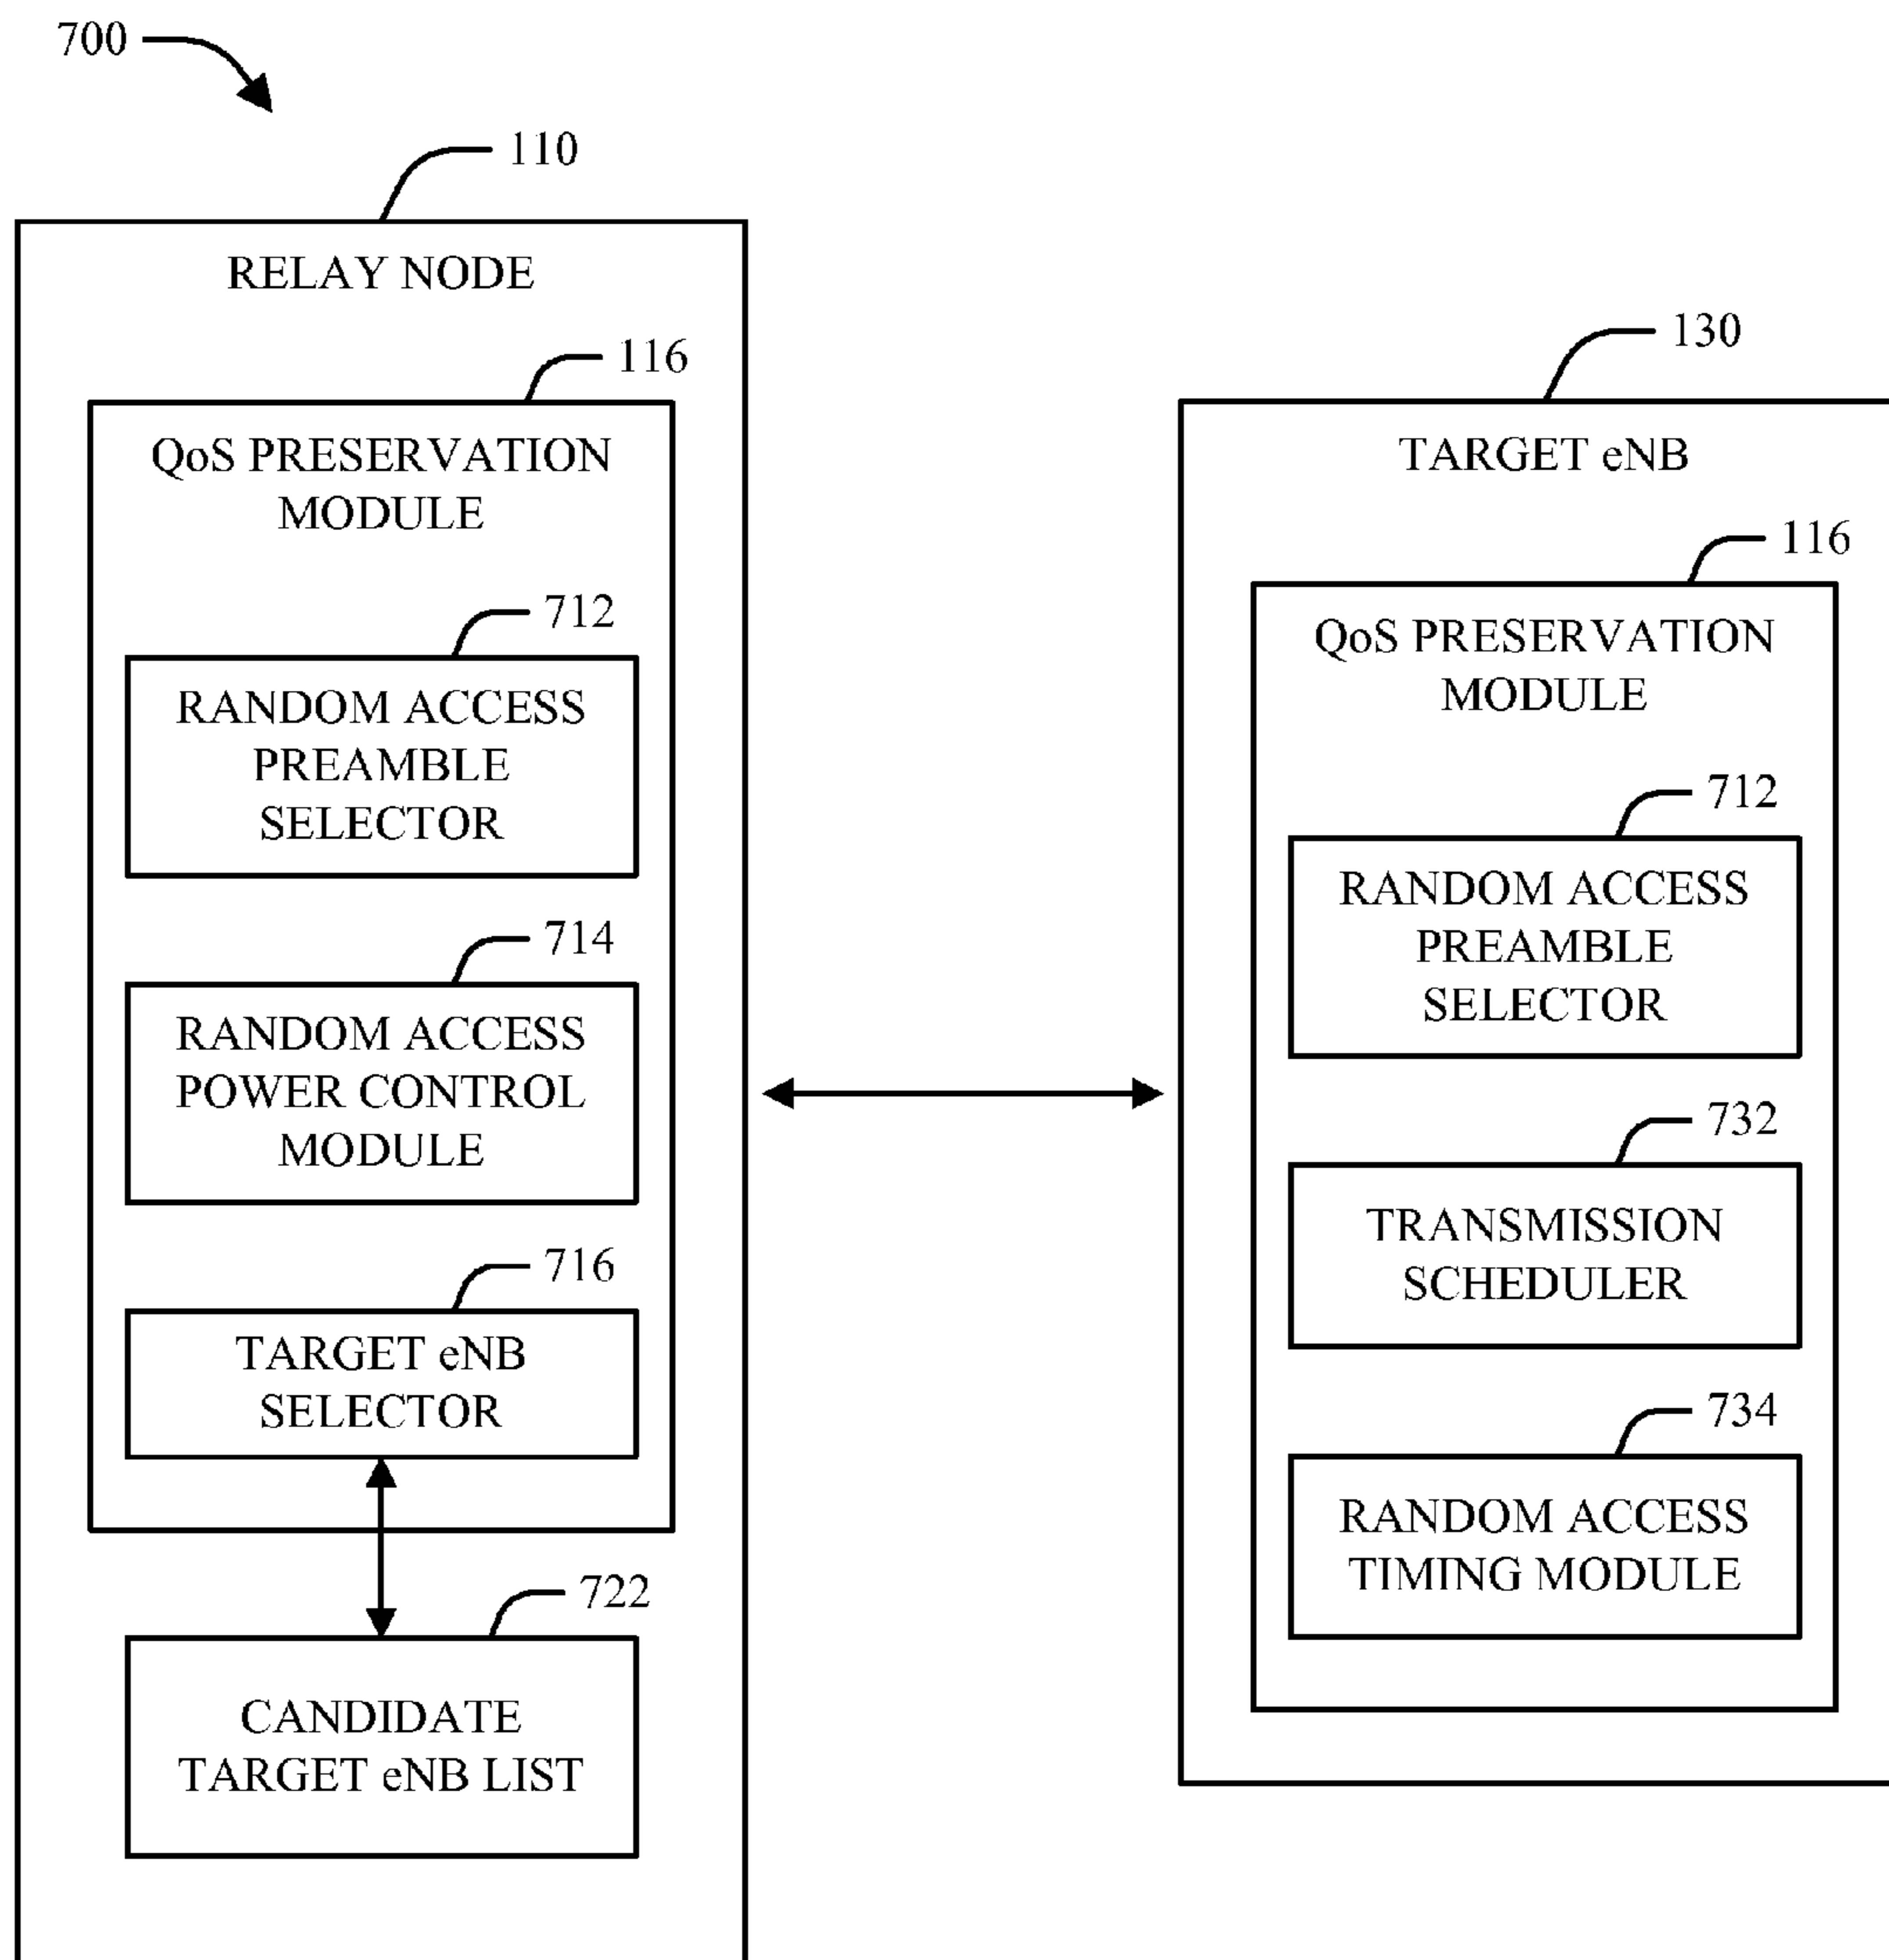 700
110
RELAY NODE
116
QoS PRESERVATION
MODULE
712
RANDOM ACCESS
PREAMBLE
SELECTOR
714
RANDOM ACCESS
POWER CONTROL
MODULE
716
TARGET eNB
SELECTOR
722
CANDIDATE
TARGET eNB LIST
130
TARGET eNB
116
QoS PRESERVATION
MODULE
712
RANDOM ACCESS
PREAMBLE
SELECTOR
732
TRANSMISSION
SCHEDULER
734
RANDOM ACCESS
TIMING MODULE